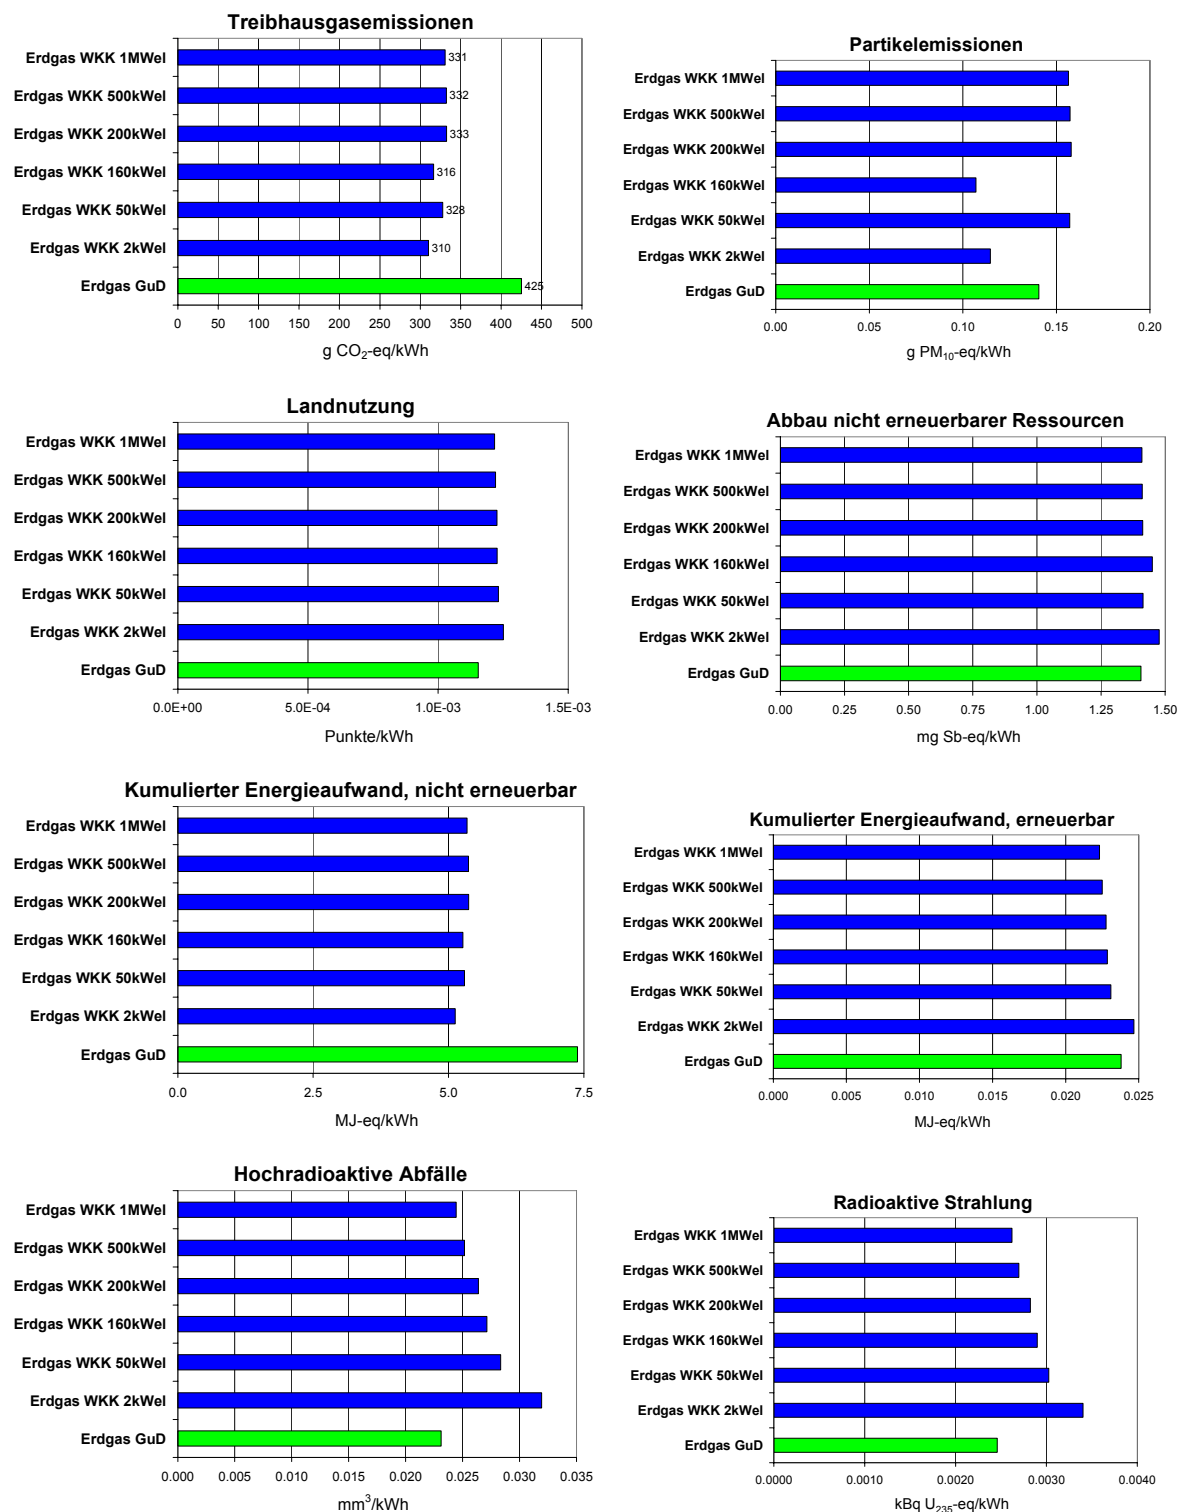 Treibhausgasemissionen
Erdgas WKK 1MWel
331
Erdgas WKK 500kWel
332
Erdgas WKK 200kWel
333
Erdgas WKK 160kWel
316
Erdgas WKK 50kWel
328
Erdgas WKK 2kWel
310
Erdgas GuD
425
0 50 100 150 200 250 300 350 400 450 500
g CO₂-eq/kWh
Partikelemissionen
Erdgas WKK 1MWel
Erdgas WKK 500kWel
Erdgas WKK 200kWel
Erdgas WKK 160kWel
Erdgas WKK 50kWel
Erdgas WKK 2kWel
Erdgas GuD
0.00 0.05 0.10 0.15 0.20
g PM₁₀-eq/kWh
Landnutzung
Erdgas WKK 1MWel
Erdgas WKK 500kWel
Erdgas WKK 200kWel
Erdgas WKK 160kWel
Erdgas WKK 50kWel
Erdgas WKK 2kWel
Erdgas GuD
0.0E+00 5.0E-04 1.0E-03 1.5E-03
Punkte/kWh
Abbau nicht erneuerbarer Ressourcen
Erdgas WKK 1MWel
Erdgas WKK 500kWel
Erdgas WKK 200kWel
Erdgas WKK 160kWel
Erdgas WKK 50kWel
Erdgas WKK 2kWel
Erdgas GuD
0.00 0.25 0.50 0.75 1.00 1.25 1.50
mg Sb-eq/kWh
Kumulierter Energieaufwand, nicht erneuerbar
Erdgas WKK 1MWel
Erdgas WKK 500kWel
Erdgas WKK 200kWel
Erdgas WKK 160kWel
Erdgas WKK 50kWel
Erdgas WKK 2kWel
Erdgas GuD
0.0 2.5 5.0 7.5
MJ-eq/kWh
Kumulierter Energieaufwand, erneuerbar
Erdgas WKK 1MWel
Erdgas WKK 500kWel
Erdgas WKK 200kWel
Erdgas WKK 160kWel
Erdgas WKK 50kWel
Erdgas WKK 2kWel
Erdgas GuD
0.000 0.005 0.010 0.015 0.020 0.025
MJ-eq/kWh
Hochradioaktive Abfälle
Erdgas WKK 1MWel
Erdgas WKK 500kWel
Erdgas WKK 200kWel
Erdgas WKK 160kWel
Erdgas WKK 50kWel
Erdgas WKK 2kWel
Erdgas GuD
0.000 0.005 0.010 0.015 0.020 0.025 0.030 0.035
mm³/kWh
Radioaktive Strahlung
Erdgas WKK 1MWel
Erdgas WKK 500kWel
Erdgas WKK 200kWel
Erdgas WKK 160kWel
Erdgas WKK 50kWel
Erdgas WKK 2kWel
Erdgas GuD
0.0000 0.0010 0.0020 0.0030 0.0040
kBq U₂₃₅-eq/kWh